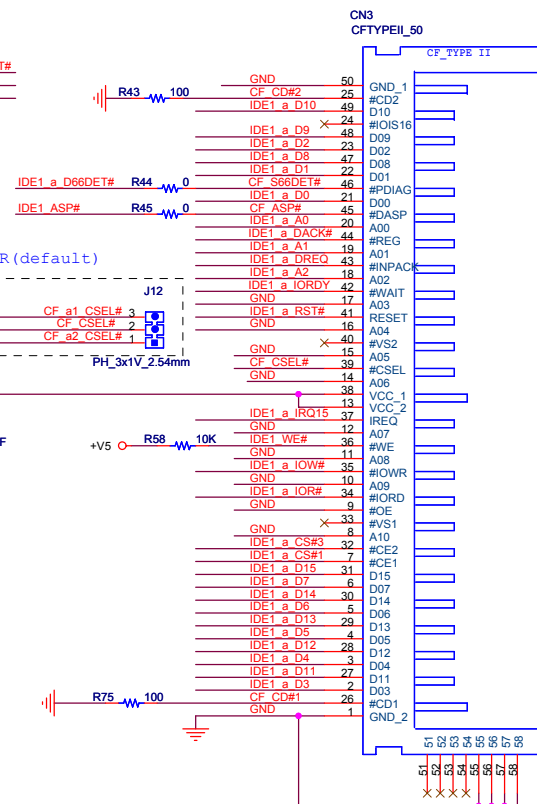 CN3
CFTYPEII_50
CF_TYPE II
T#
GND 50 GND_1
R43 100 CF_CD#2 25 #CD2
IDE1_a_D10 49 D10
24 #IOIS16
IDE1_a_D9 48 D09
IDE1_a_D2 23 D02
IDE1_a_D8 47 D08
IDE1_a_D1 22 D01
IDE1_a_D66DET# R44 0 CF_S66DET# 46 #PDIAG
IDE1_a_D0 21 D00
IDE1_ASP# R45 0 CF_ASP# 45 #DASP
IDE1_a_A0 20 A00
IDE1_a_DACK# 44 #REG
IDE1_a_A1 19 A01
R(default) IDE1_a_DREQ 43 #INPACK
IDE1_a_A2 18 A02
IDE1_a_IORDY 42 #WAIT
J12 GND 17 A03
CF_a1_CSEL# 3 IDE1_a_RST# 41 RESET
CF_CSEL# 2 GND 16 A04
CF_a2_CSEL# 1 40 #VS2
PH_3x1V_2.54mm GND 15 A05
CF_CSEL# 39 #CSEL
GND 14 A06
38 VCC_1
13 VCC_2
IDE1_a_IRQ15 37 IREQ
GND 12 A07
F +V5 R58 10K IDE1_WE# 36 #WE
GND 11 A08
IDE1_a_IOW# 35 #IOWR
GND 10 A09
IDE1_a_IOR# 34 #IORD
GND 9 #OE
33 #VS1
GND 8 A10
IDE1_a_CS#3 32 #CE2
IDE1_a_CS#1 7 #CE1
IDE1_a_D15 31 D15
IDE1_a_D7 6 D07
IDE1_a_D14 30 D14
IDE1_a_D6 5 D06
IDE1_a_D13 29 D13
IDE1_a_D5 4 D05
IDE1_a_D12 28 D12
IDE1_a_D4 3 D04
IDE1_a_D11 27 D11
IDE1_a_D3 2 D03
R75 100 CF_CD#1 26 #CD1
GND 1 GND_2
51 52 53 54 55 56 57 58
51 52 53 54 55 56 57 58